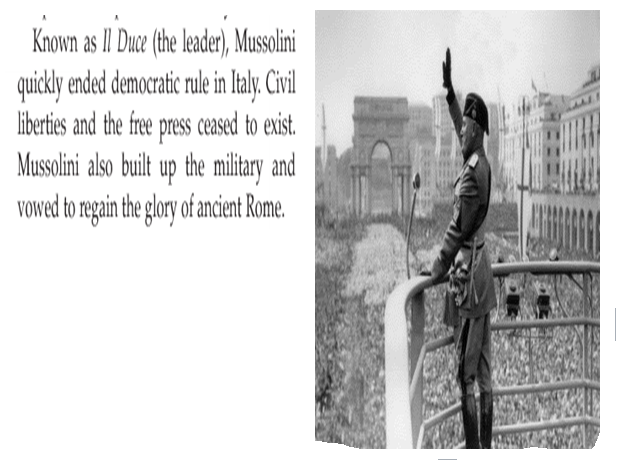 Known as Il Duce (the leader), Mussolini
quickly ended democratic rule in Italy. Civil
liberties and the free press ceased to exist.
Mussolini also built up the military and
vowed to regain the glory of ancient Rome.